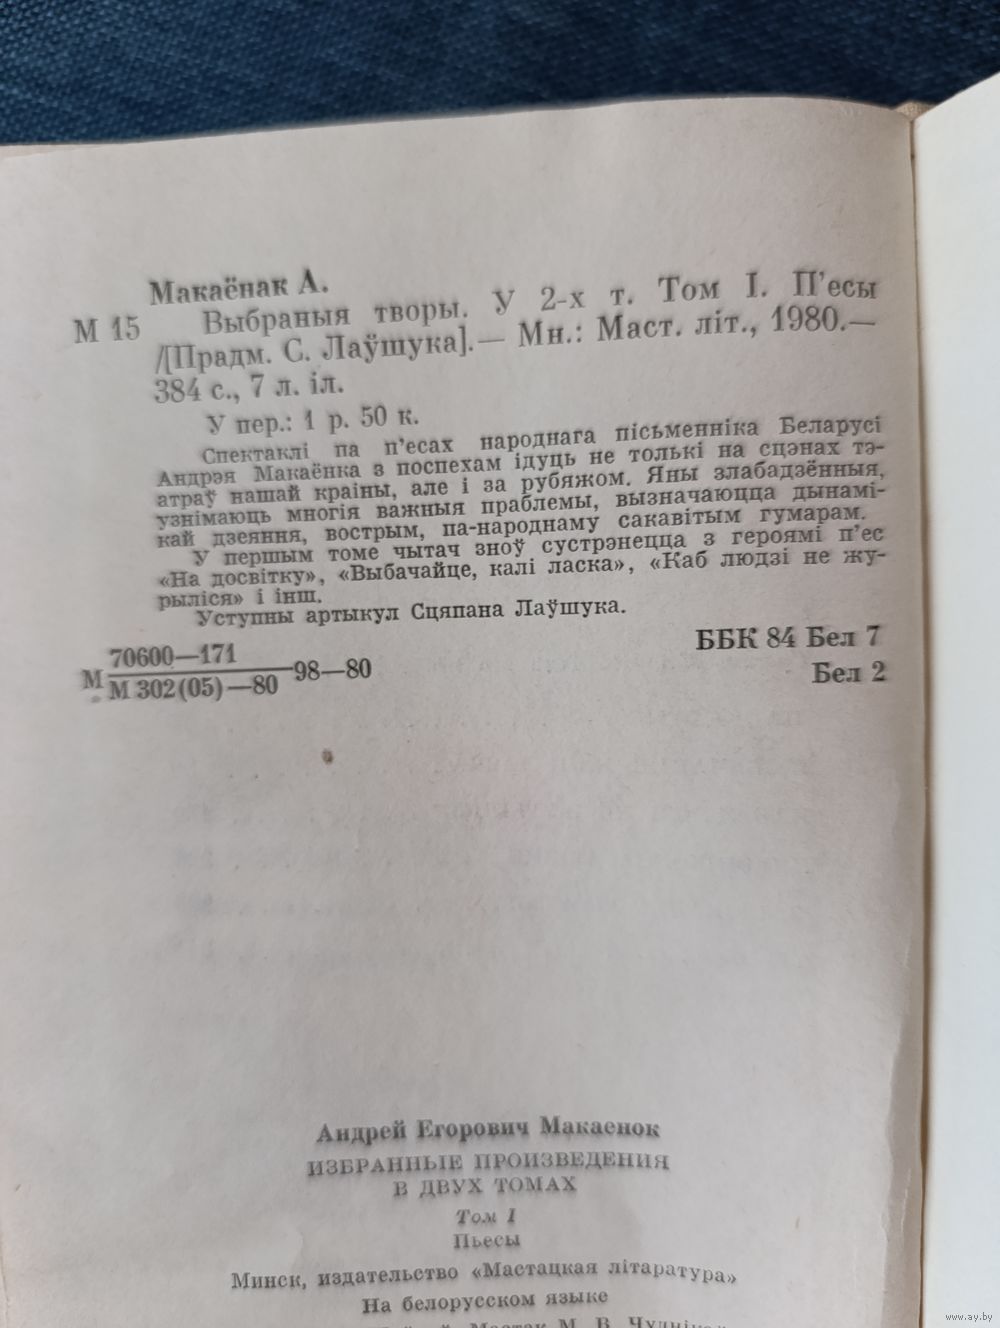 Макаёнак А.
М 15 Выбраныя творы. У 2-х т. Том I. П'есы
/[Прадм. С. Лаўшука].— Мн.: Маст. літ., 1980.—
384 с., 7 л. іл.
У пер.: 1 р. 50 к.
Спектаклі па п'есах народнага пісьменніка Беларусі
Андрэя Макаёнка з поспехам ідуць не толькі на сцэнах тэ-
атраў нашай краіны, але і за рубяжом. Яны злабадзённыя,
узнімаюць многія важныя праблемы, вызначаюцца дынамі-
кай дзеяння, вострым, па-народнаму сакавітым гумарам.
У першым томе чытач зноў сустрэнецца з героямі п'ес
«На досвітку», «Выбачайце, калі ласка», «Каб людзі не жу-
рыліся» і інш.
Уступны артыкул Сцяпана Лаўшука.
М 70600—171
М 302(05)—80 98—80
ББК 84 Бел 7
Бел 2
Андрей Егорович Макаенок
ИЗБРАННЫЕ ПРОИЗВЕДЕНИЯ
В ДВУХ ТОМАХ
Том I
Пьесы
Минск, издательство «Мастацкая літаратура»
На белорусском языке
Мастак М. В.
www.ay.by